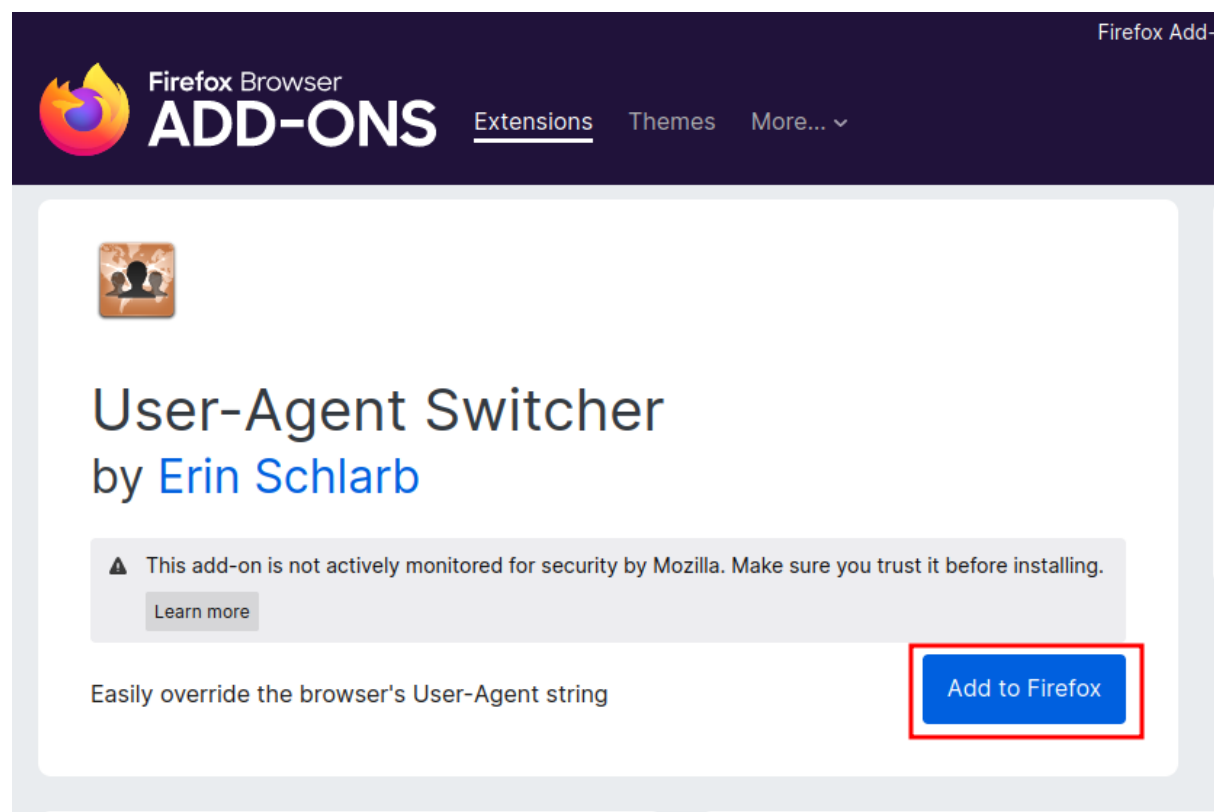 Firefox Add-
Firefox Browser
ADD-ONS
Extensions Themes More...
User-Agent Switcher
by Erin Schlarb
This add-on is not actively monitored for security by Mozilla. Make sure you trust it before installing.
Learn more
Easily override the browser's User-Agent string
Add to Firefox